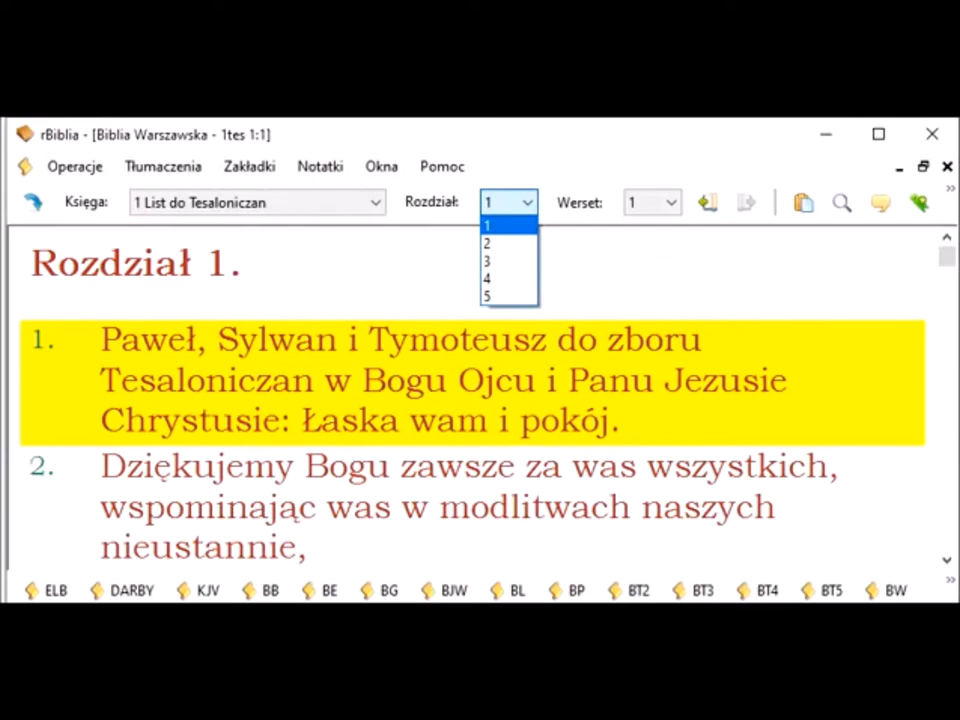 rBiblia - [Biblia Warszawska - 1tes 1:1]
Operacje Tłumaczenia Zakładki Notatki Okna Pomoc
Księga: 1 List do Tesaloniczan Rozdział: 1 Werset: 1
1
2
3
4
5
Rozdział 1.
1. Paweł, Sylwan i Tymoteusz do zboru
Tesaloniczan w Bogu Ojcu i Panu Jezusie
Chrystusie: Łaska wam i pokój.
2. Dziękujemy Bogu zawsze za was wszystkich,
wspominając was w modlitwach naszych
nieustannie,
ELB DARBY KJV BB BE BG BJW BL BP BT2 BT3 BT4 BT5 BW